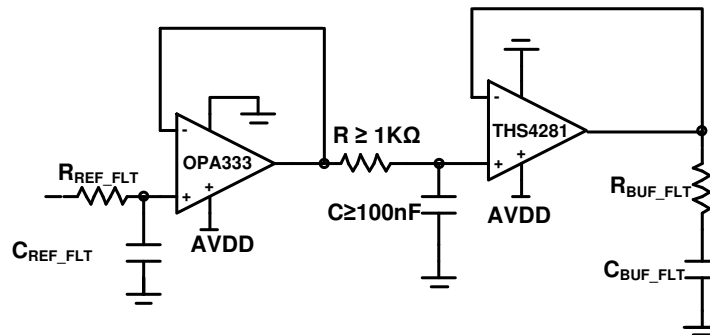 R_REF_FLT
C_REF_FLT
-
+
+
OPA333
AVDD
R ≥ 1KΩ
C≥100nF
-
+
+
THS4281
AVDD
R_BUF_FLT
C_BUF_FLT